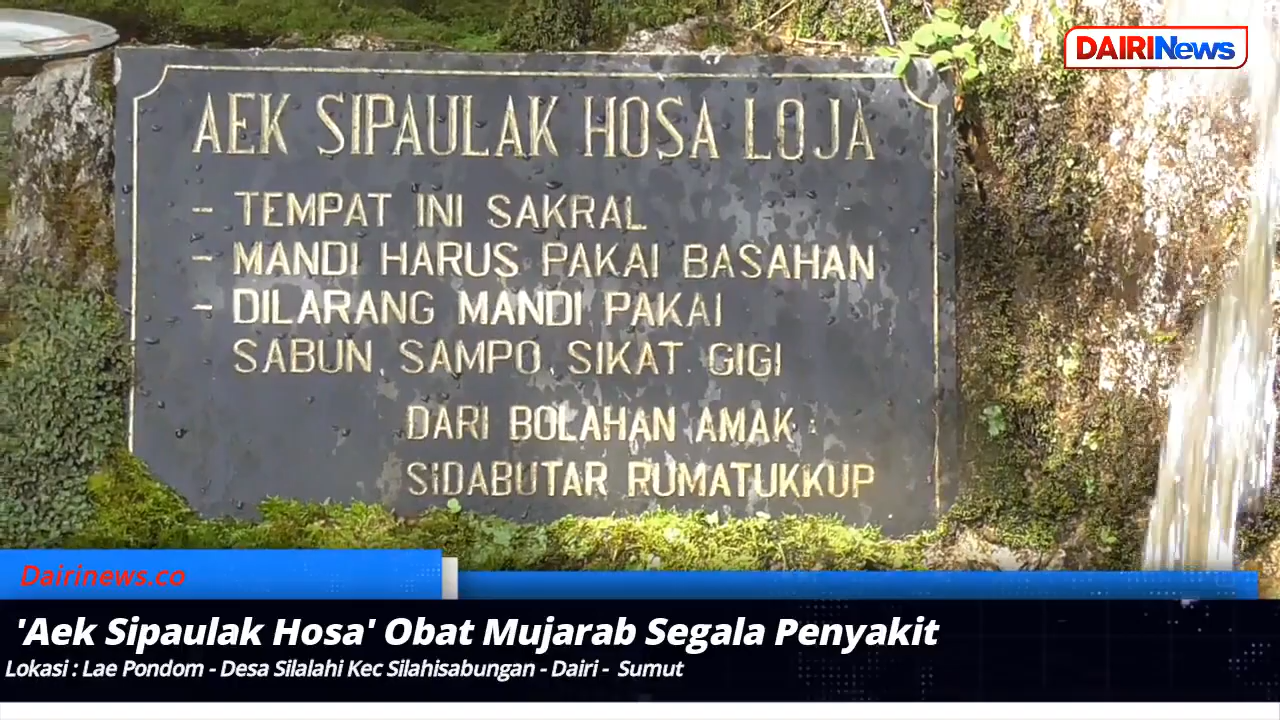 DAIRINews
AEK SIPAULAK HOSA LOJA
- TEMPAT INI SAKRAL
- MANDI HARUS PAKAI BASAHAN
- DILARANG MANDI PAKAI
SABUN, SAMPO, SIKAT GIGI
DARI BOLAHAN AMAK
SIDABUTAR RUMATUKKUP
Dairinews.co
'Aek Sipaulak Hosa' Obat Mujarab Segala Penyakit
Lokasi : Lae Pondom - Desa Silalahi Kec Silahisabungan - Dairi - Sumut